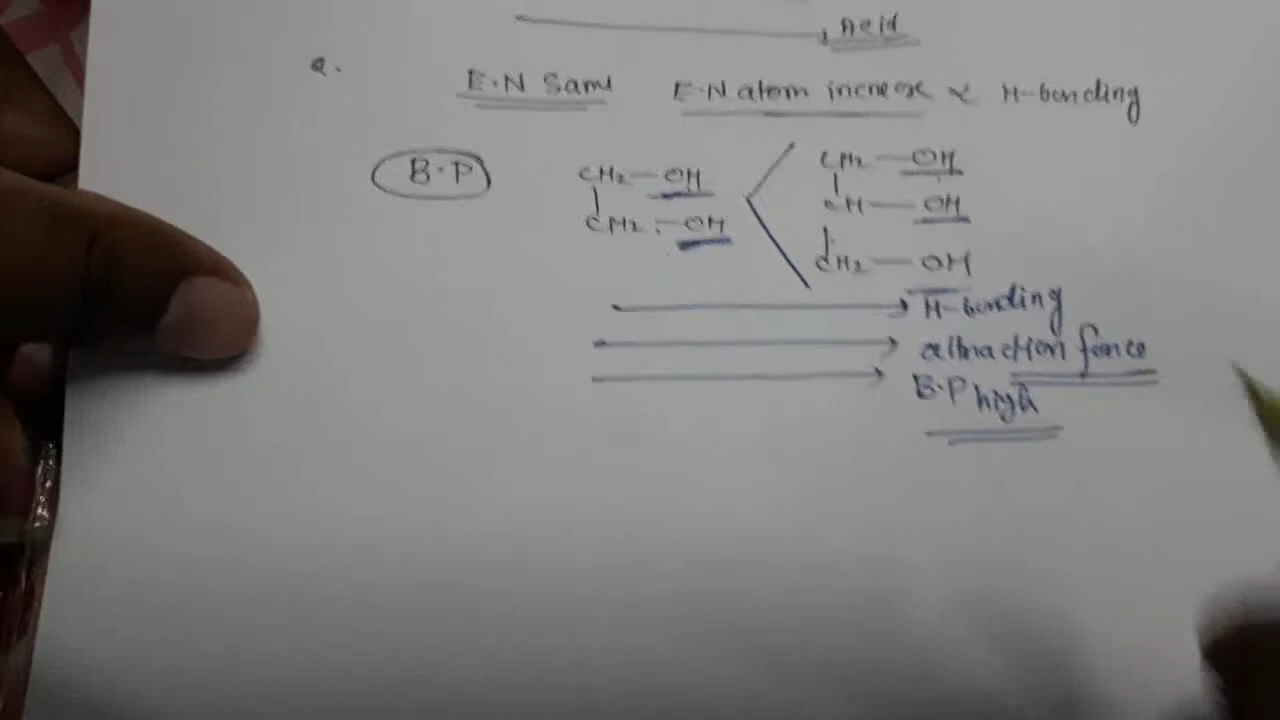 Acid
2. E.N Same E.N atom increase ∝ H-bonding
B.P CH2-OH < CH2-OH
CH2-OH CH-OH
CH2-OH
→ H-bonding
→ attraction force
→ B.P high